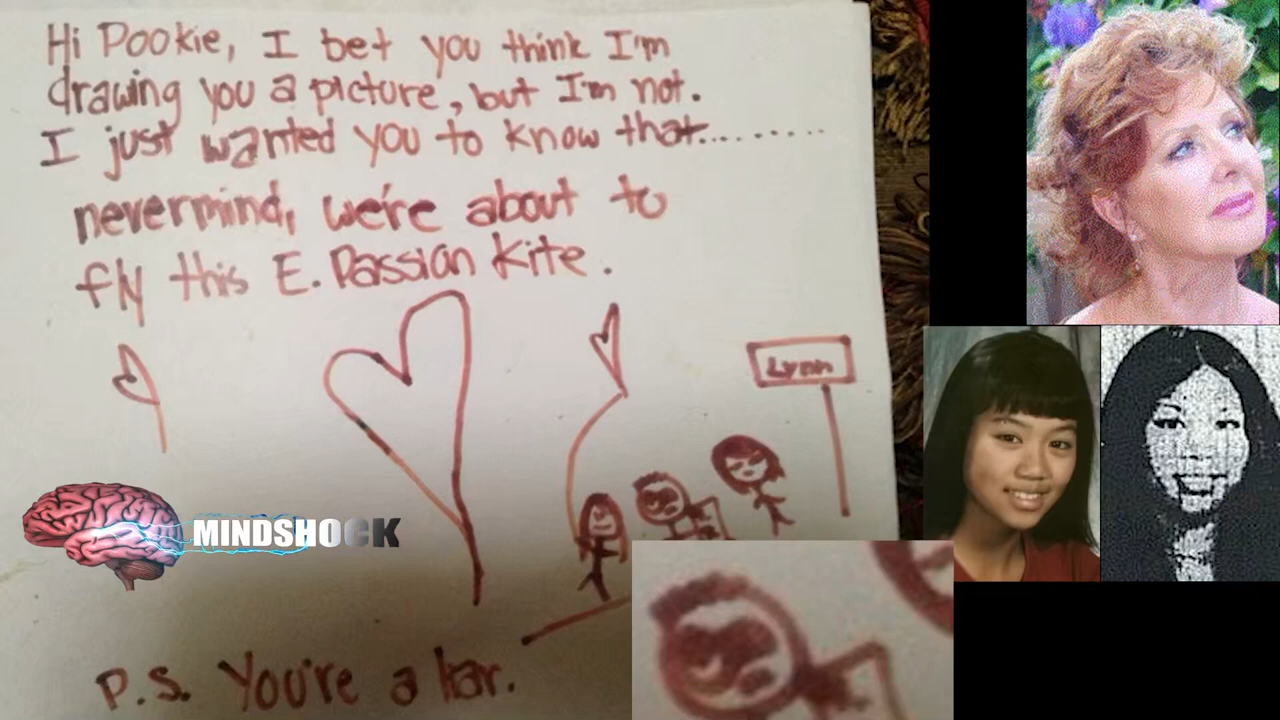 Hi Pookie, I bet you think I'm
drawing you a picture, but I'm not.
I just wanted you to know that.........
nevermind, we're about to
fly this E. Passion Kite.
Lynn
MINDSHOCK
P.S. You're a liar.